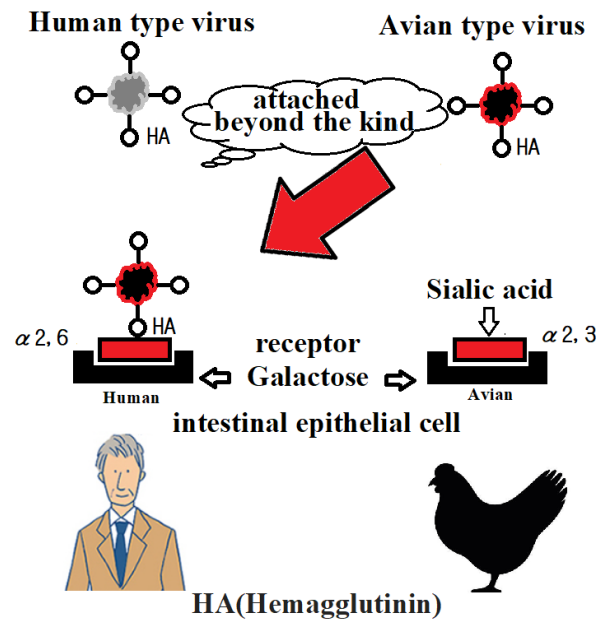 Human type virus
Avian type virus
attached
beyond the kind
HA
HA
HA
Sialic acid
α2,6
α2,3
receptor
Galactose
Human
Avian
intestinal epithelial cell
HA(Hemagglutinin)